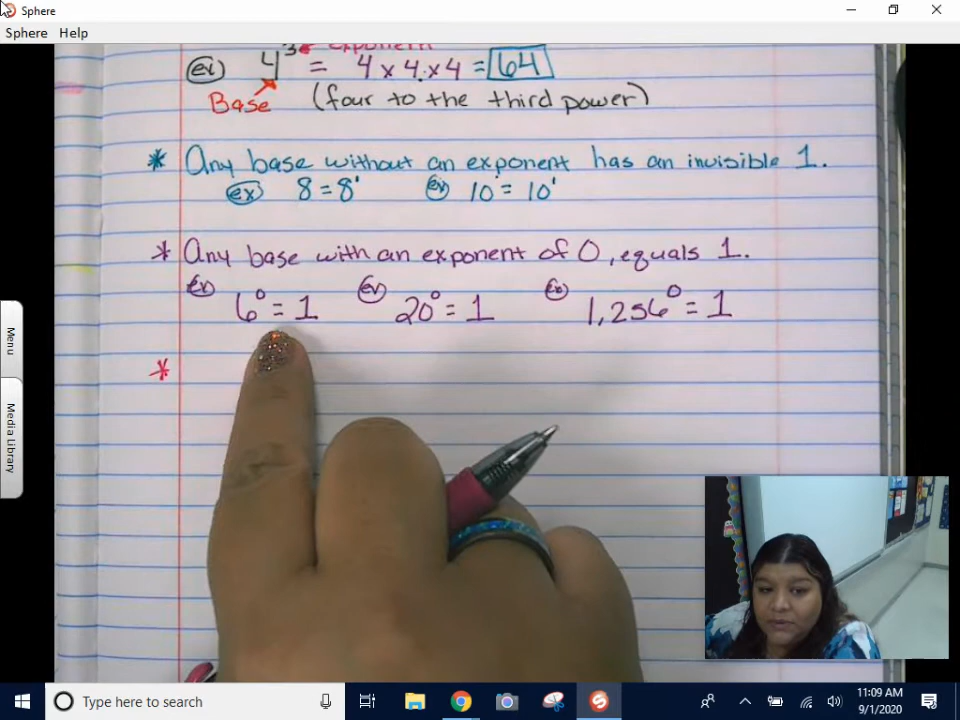 Sphere
Sphere Help
exponent
ex 4³ = 4 x 4 x 4 = 64
Base (four to the third power)
* Any base without an exponent has an invisible 1.
ex 8 = 8¹ ex 10 = 10¹
* Any base with an exponent of 0, equals 1.
ex 6⁰ = 1 ex 20⁰ = 1 ex 1,256⁰ = 1
*
Menu
Media Library
Type here to search
11:09 AM
9/1/2020